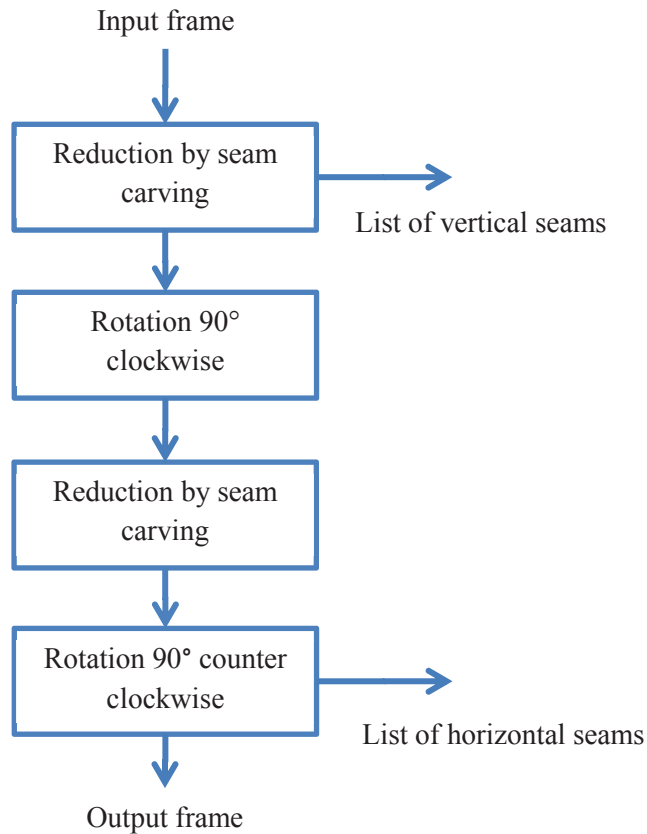 Input frame
Reduction by seam
carving
List of vertical seams
Rotation 90°
clockwise
Reduction by seam
carving
Rotation 90° counter
clockwise
List of horizontal seams
Output frame